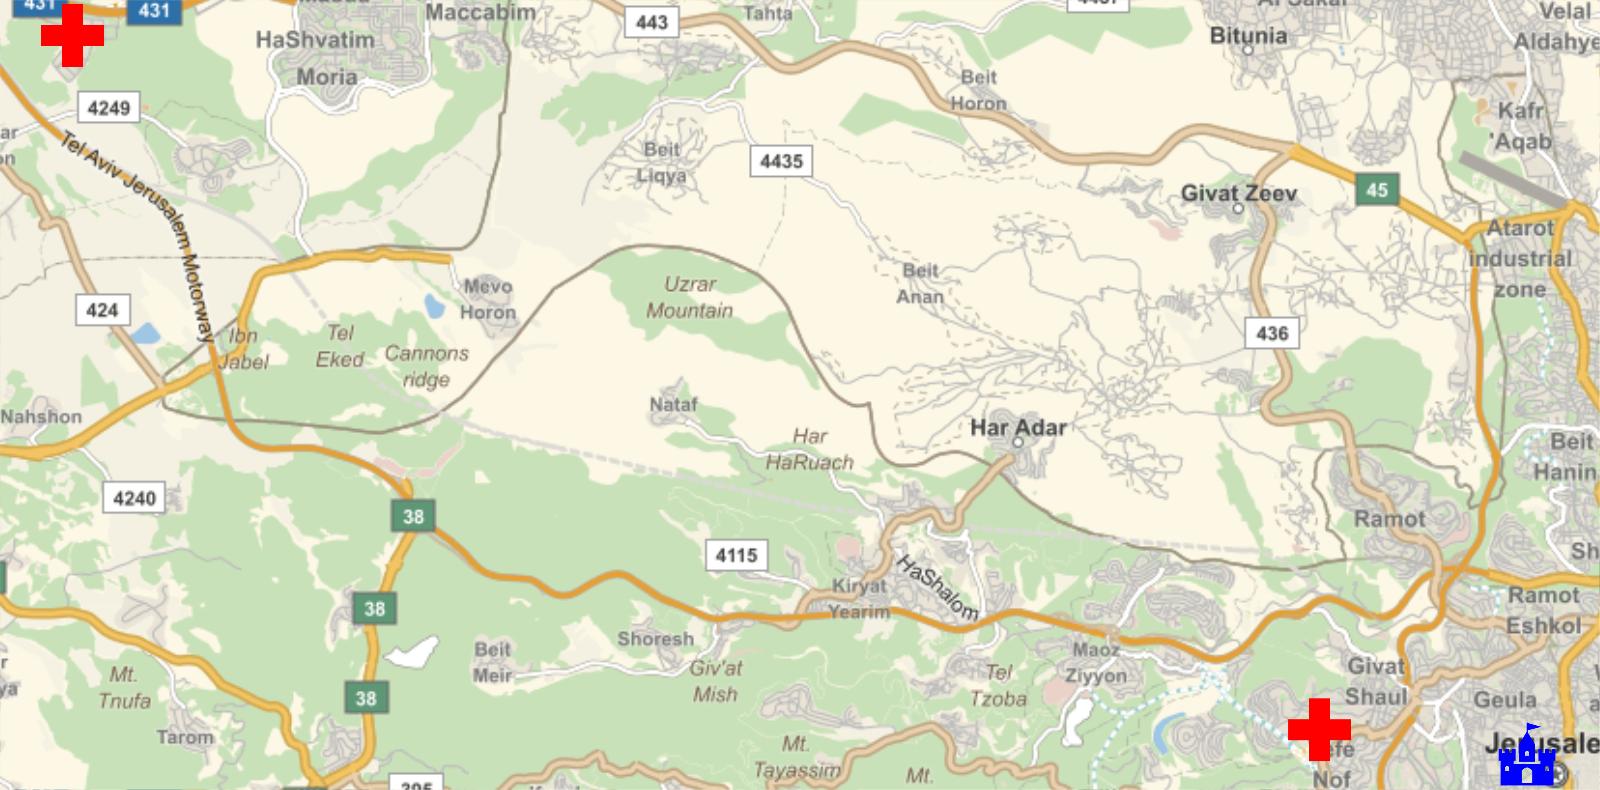 431
431
443
Maccabim
Tahta
HaShvatim
Moria
Bitunia
Velal
Aldahye
Beit
Horon
4249
Kafr
'Aqab
Tel Aviv Jerusalem Motorway
Beit
Liqya
4435
Givat Zeev
45
Atarot
industrial
zone
Beit
Anan
Mevo
Horon
Uzrar
Mountain
424
436
Ibn
Jabel
Tel
Eked
Cannons
ridge
Nahshon
Nataf
Har
HaRuach
Har Adar
Beit
Hanin
4240
38
Ramot
4115
HaShalom
Kiryat
Yearim
38
Ramot
Eshkol
Shoresh
Beit
Meir
Giv'at
Mish
Maoz
Ziyyon
Tel
Tzoba
Givat
Shaul
Mt.
Tnufa
38
Geula
Tarom
Mt.
Tayassim
Mt.
Nof